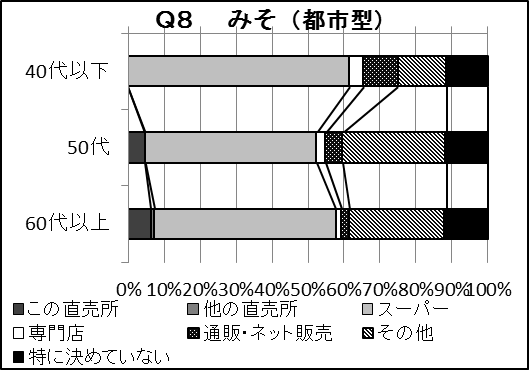 Q8　みそ（都市型）
40代以下
50代
60代以上
0% 10% 20% 30% 40% 50% 60% 70% 80% 90% 100%
この直売所 他の直売所 スーパー
専門店 通販・ネット販売 その他
特に決めていない